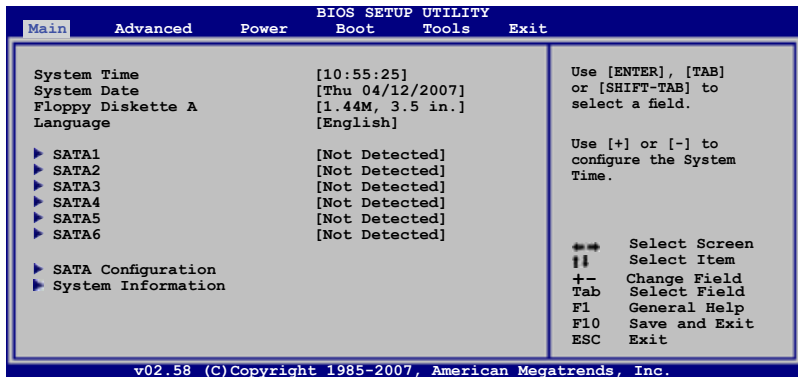 BIOS SETUP UTILITY
Main Advanced Power Boot Tools Exit
System Time [10:55:25]
System Date [Thu 04/12/2007]
Floppy Diskette A [1.44M, 3.5 in.]
Language [English]
SATA1 [Not Detected]
SATA2 [Not Detected]
SATA3 [Not Detected]
SATA4 [Not Detected]
SATA5 [Not Detected]
SATA6 [Not Detected]
SATA Configuration
System Information
Use [ENTER], [TAB]
or [SHIFT-TAB] to
select a field.
Use [+] or [-] to
configure the System
Time.
Select Screen
Select Item
+- Change Field
Tab Select Field
F1 General Help
F10 Save and Exit
ESC Exit
v02.58 (C)Copyright 1985-2007, American Megatrends, Inc.